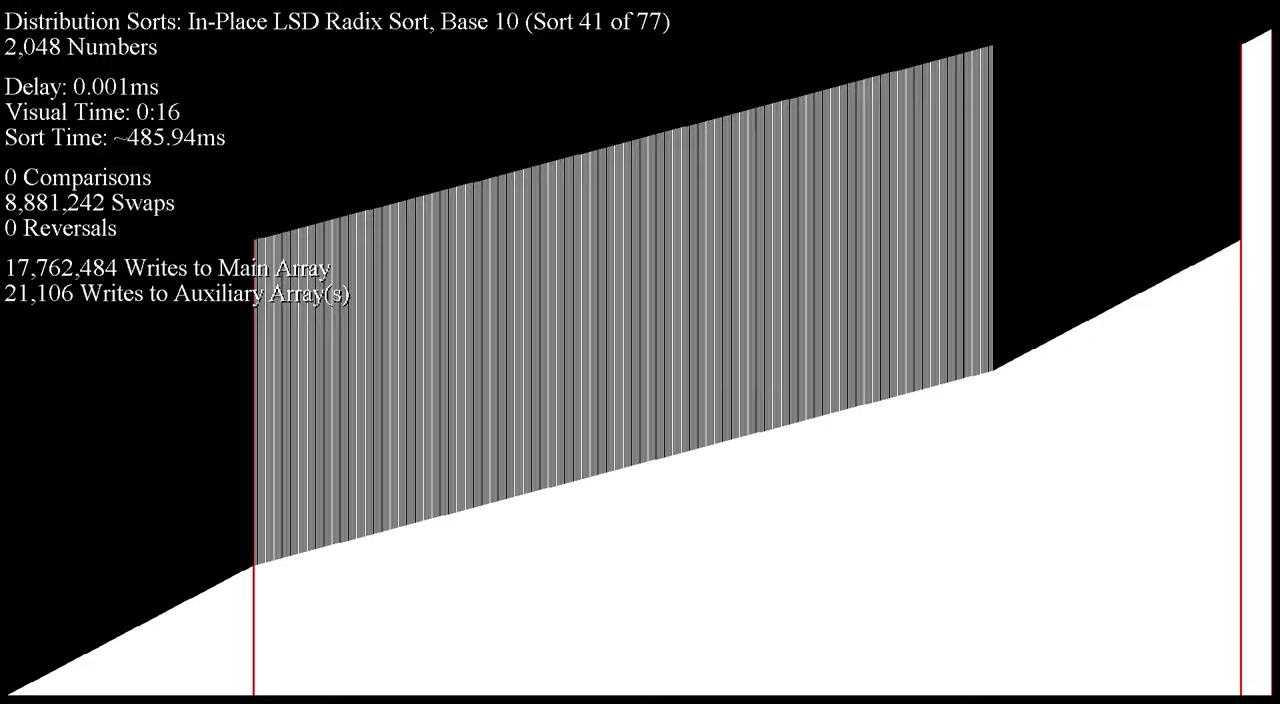 Distribution Sorts: In-Place LSD Radix Sort, Base 10 (Sort 41 of 77)
2,048 Numbers
Delay: 0.001ms
Visual Time: 0:16
Sort Time: ~485.94ms
0 Comparisons
8,881,242 Swaps
0 Reversals
17,762,484 Writes to Main Array
21,106 Writes to Auxiliary Array(s)